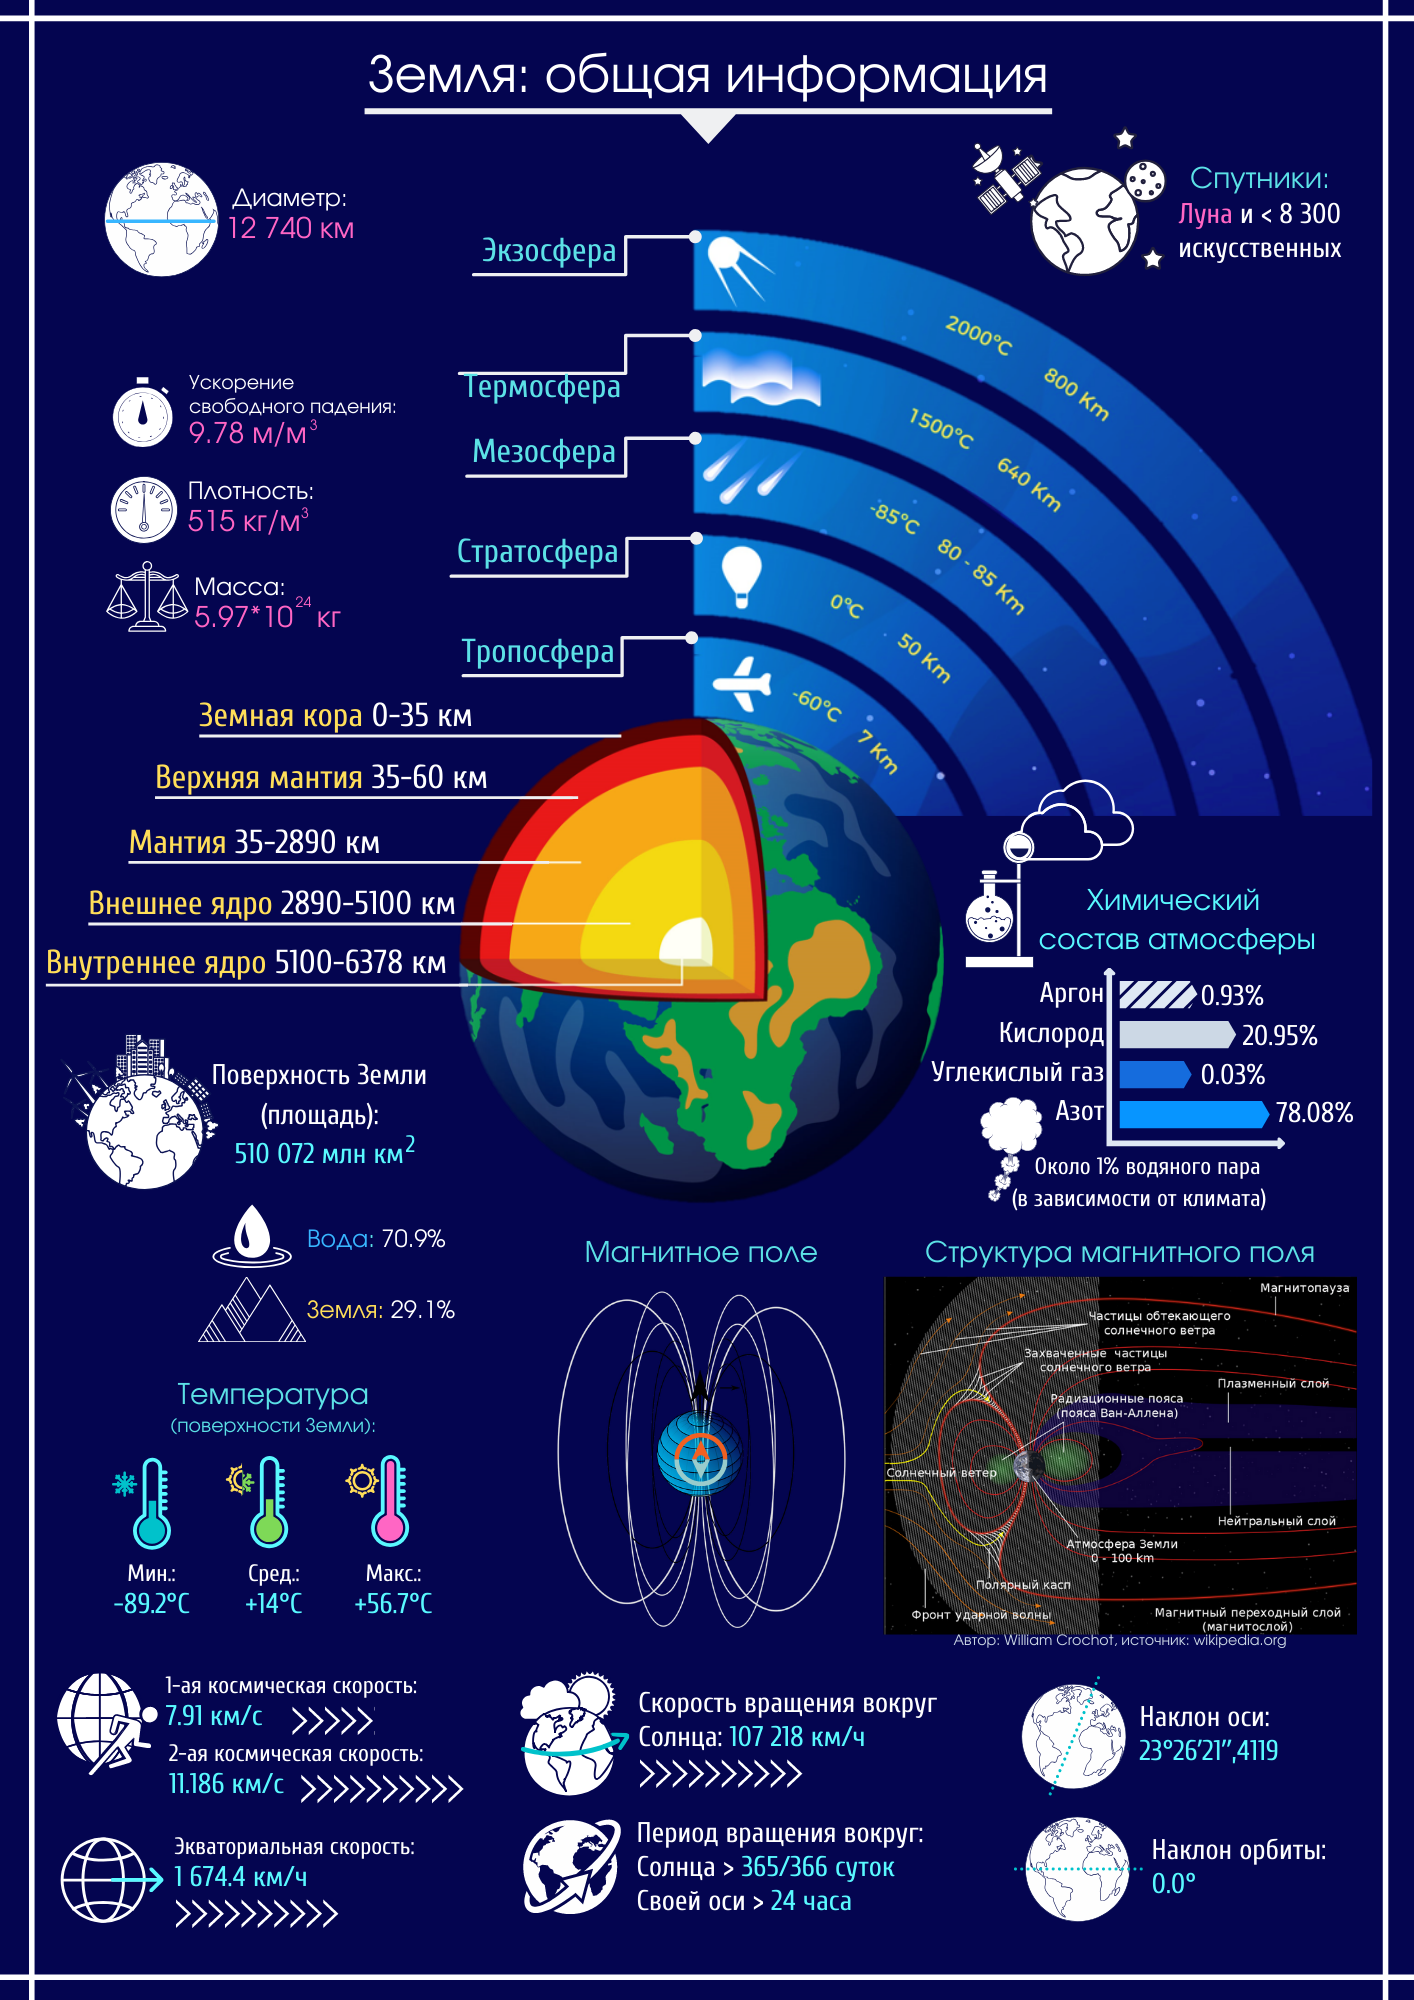 Земля: общая информация
Диаметр:
12 740 км
Спутники:
Луна и < 8 300
искусственных
Экзосфера
2000°C
800 Km
Термосфера
1500°C
640 Km
Мезосфера
-85°C
80 - 85 Km
Стратосфера
0°C
50 Km
Тропосфера
-60°C
7 Km
Ускорение
свободного падения:
9.78 м/м³
Плотность:
515 кг/м³
Масса:
5.97*10²⁴ кг
Земная кора 0-35 км
Верхняя мантия 35-60 км
Мантия 35-2890 км
Внешнее ядро 2890-5100 км
Внутреннее ядро 5100-6378 км
Химический
состав атмосферы
Аргон 0.93%
Кислород 20.95%
Углекислый газ 0.03%
Азот 78.08%
Около 1% водяного пара
(в зависимости от климата)
Поверхность Земли
(площадь):
510 072 млн км²
Вода: 70.9%
Земля: 29.1%
Температура
(поверхности Земли):
Мин.:
-89.2°C
Сред.:
+14°C
Макс.:
+56.7°C
Магнитное поле
Структура магнитного поля
Магнитопауза
Частицы обтекающего
солнечного ветра
Захваченные частицы
солнечного ветра
Плазменный слой
Радиационные пояса
(пояса Ван-Аллена)
Солнечный ветер
Нейтральный слой
Атмосфера Земли
0 - 100 km
Полярный касп
Фронт ударной волны
Магнитный переходный слой
(магнитослой)
Автор: William Crochot, источник: wikipedia.org
1-ая космическая скорость:
7.91 км/с
2-ая космическая скорость:
11.186 км/с
Экваториальная скорость:
1 674.4 км/ч
Скорость вращения вокруг
Солнца: 107 218 км/ч
Период вращения вокруг:
Солнца > 365/366 суток
Своей оси > 24 часа
Наклон оси:
23°26′21″,4119
Наклон орбиты:
0.0°